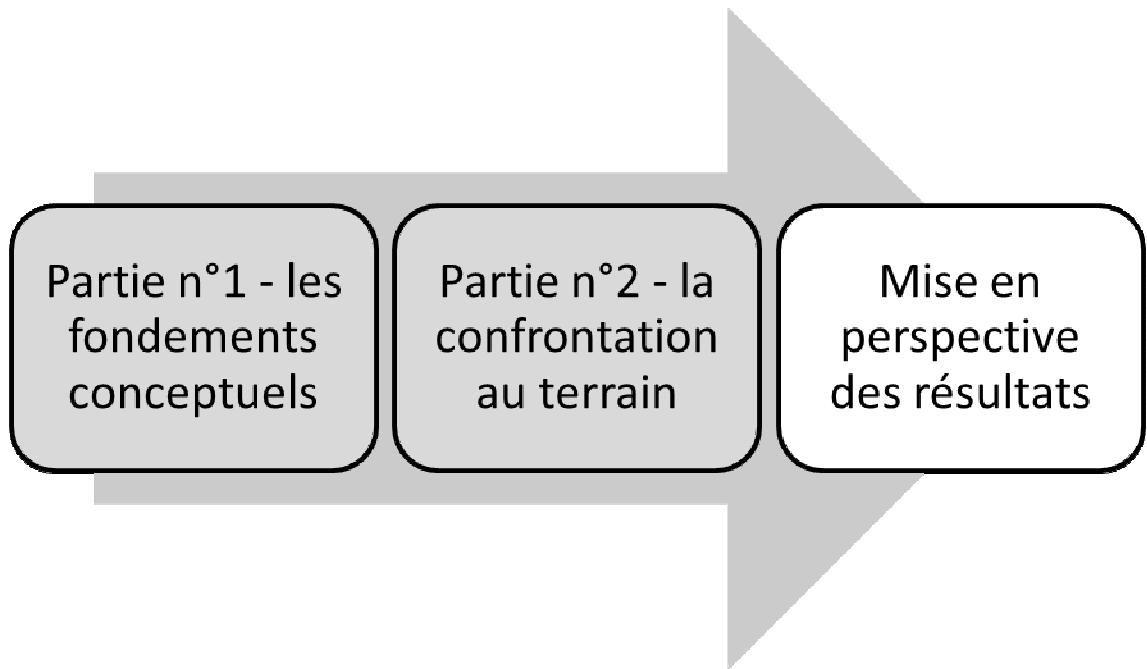 Partie n°1 - les
fondements
conceptuels
Partie n°2 - la
confrontation
au terrain
Mise en
perspective
des résultats